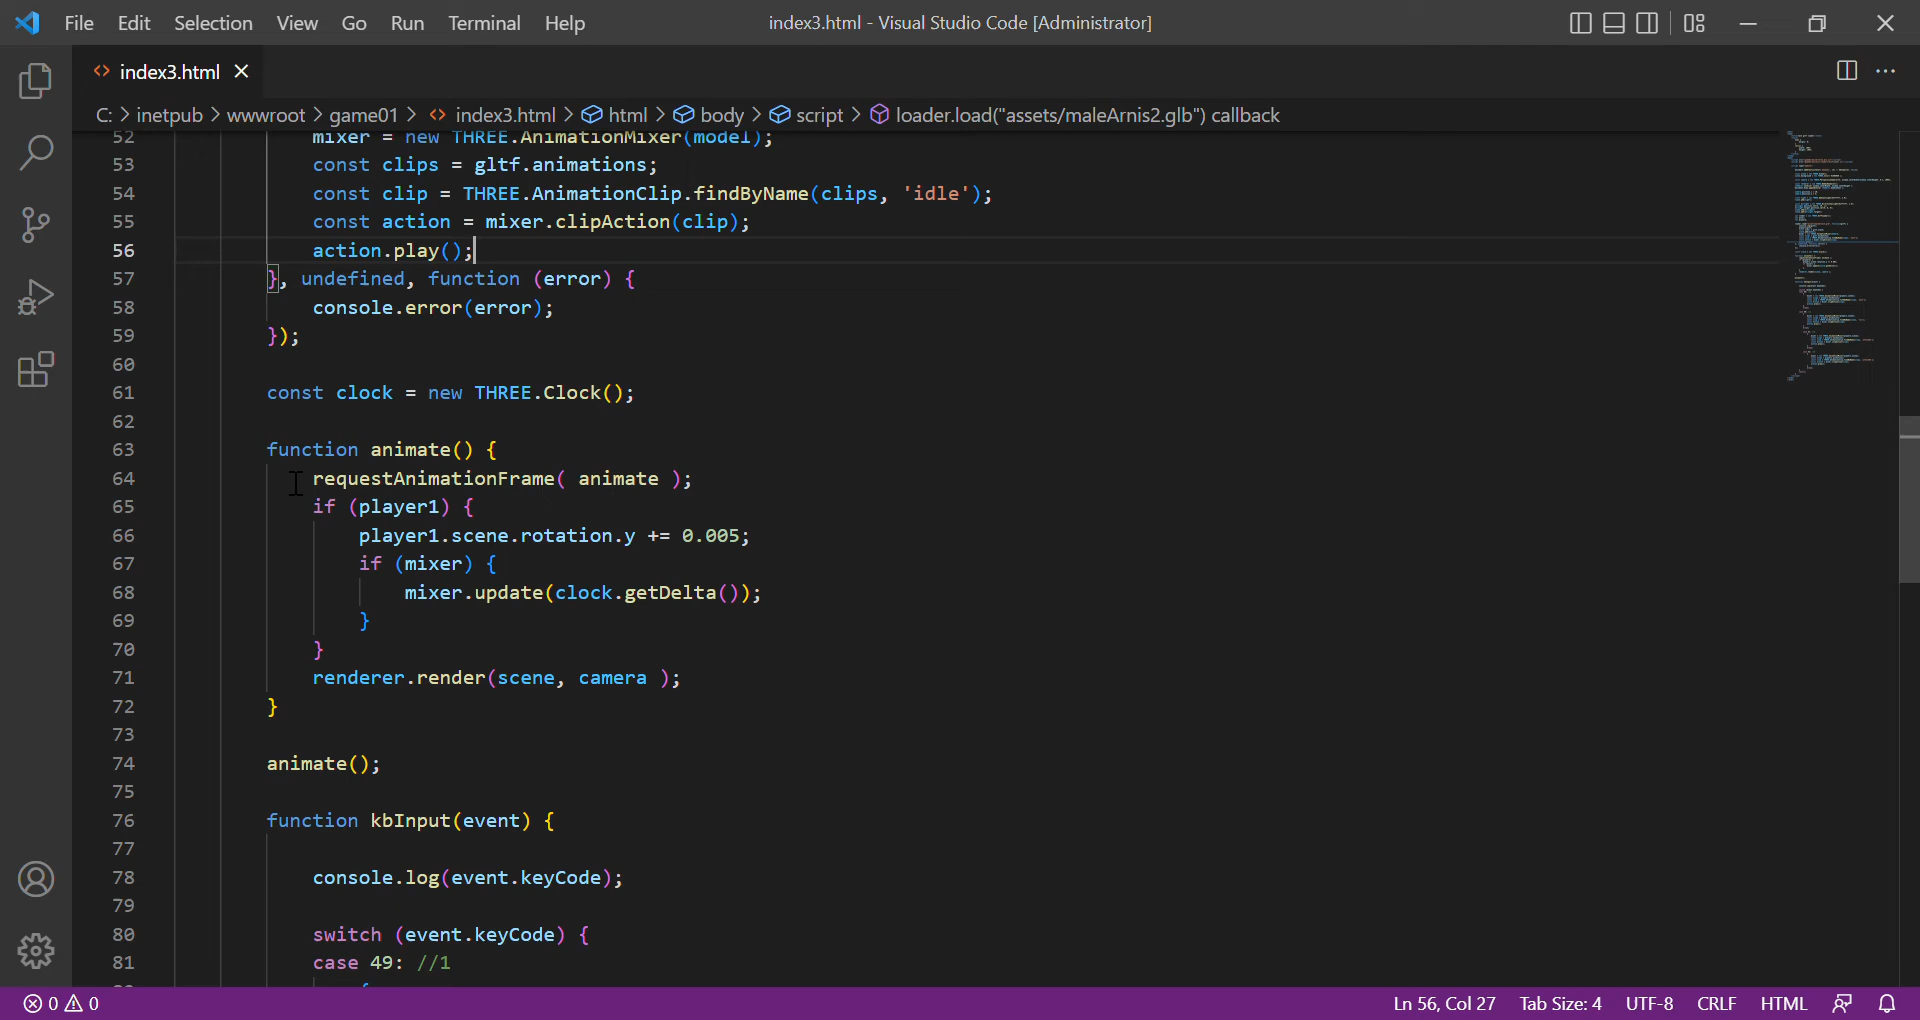 File Edit Selection View Go Run Terminal Help index3.html - Visual Studio Code [Administrator]
index3.html
C: > inetpub > wwwroot > game01 > index3.html > html > body > script > loader.load("assets/maleArnis2.glb") callback
52 mixer = new THREE.AnimationMixer(model);
53 const clips = gltf.animations;
54 const clip = THREE.AnimationClip.findByName(clips, 'idle');
55 const action = mixer.clipAction(clip);
56 action.play();
57 }, undefined, function (error) {
58 console.error(error);
59 });
60
61 const clock = new THREE.Clock();
62
63 function animate() {
64 requestAnimationFrame( animate );
65 if (player1) {
66 player1.scene.rotation.y += 0.005;
67 if (mixer) {
68 mixer.update(clock.getDelta());
69 }
70 }
71 renderer.render(scene, camera );
72 }
73
74 animate();
75
76 function kbInput(event) {
77
78 console.log(event.keyCode);
79
80 switch (event.keyCode) {
81 case 49: //1
{
0 0 Ln 56, Col 27 Tab Size: 4 UTF-8 CRLF HTML